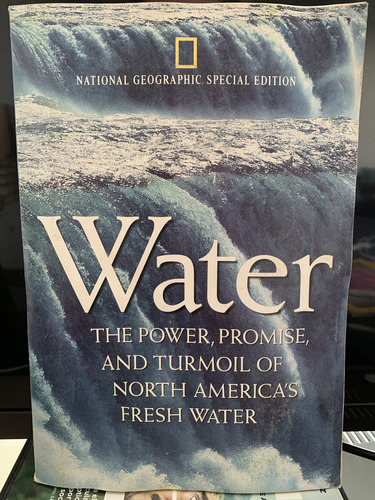 NATIONAL GEOGRAPHIC SPECIAL EDITION
Water
THE POWER, PROMISE,
AND TURMOIL OF
NORTH AMERICA'S
FRESH WATER